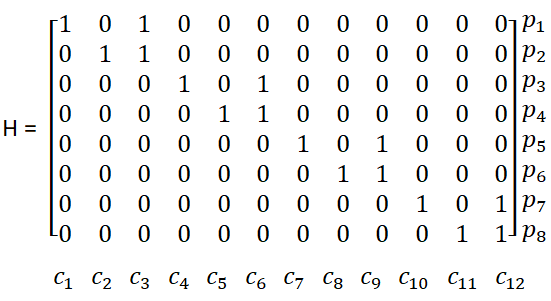 1 0 1 0 0 0 0 0 0 0 0 0 p₁
0 1 1 0 0 0 0 0 0 0 0 0 p₂
0 0 0 1 0 1 0 0 0 0 0 0 p₃
0 0 0 0 1 1 0 0 0 0 0 0 p₄
H =
0 0 0 0 0 0 1 0 1 0 0 0 p₅
0 0 0 0 0 0 0 1 1 0 0 0 p₆
0 0 0 0 0 0 0 0 0 1 0 1 p₇
0 0 0 0 0 0 0 0 0 0 1 1 p₈
c₁ c₂ c₃ c₄ c₅ c₆ c₇ c₈ c₉ c₁₀ c₁₁ c₁₂